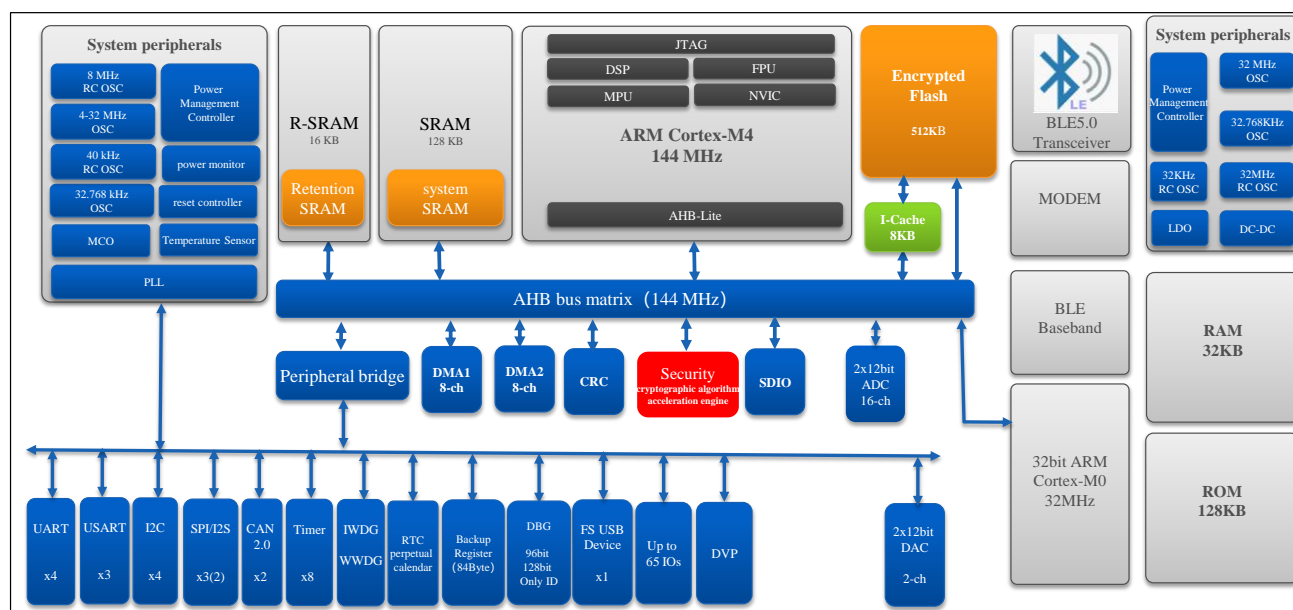 System peripherals
8 MHz
RC OSC
4-32 MHz
OSC
40 kHz
RC OSC
32.768 kHz
OSC
MCO
Power
Management
Controller
power monitor
reset controller
Temperature Sensor
PLL
R-SRAM
16 KB
Retention
SRAM
SRAM
128 KB
system
SRAM
JTAG
DSP
FPU
MPU
NVIC
ARM Cortex-M4
144 MHz
AHB-Lite
Encrypted
Flash
512KB
I-Cache
8KB
LE
BLE5.0
Transceiver
MODEM
BLE
Baseband
32bit ARM
Cortex-M0
32MHz
System peripherals
Power
Management
Controller
32 MHz
OSC
32.768KHz
OSC
32KHz
RC OSC
32MHz
RC OSC
LDO
DC-DC
RAM
32KB
ROM
128KB
AHB bus matrix（144 MHz）
Peripheral bridge
DMA1
8-ch
DMA2
8-ch
CRC
Security
cryptographic algorithm
acceleration engine
SDIO
2x12bit
ADC
16-ch
UART
x4
USART
x3
I2C
x4
SPI/I2S
x3(2)
CAN
2.0
x2
Timer
x8
IWDG
WWDG
RTC
perpetual
calendar
Backup
Register
(84Byte)
DBG
96bit
128bit
Only ID
FS USB
Device
x1
Up to
65 IOs
DVP
2x12bit
DAC
2-ch